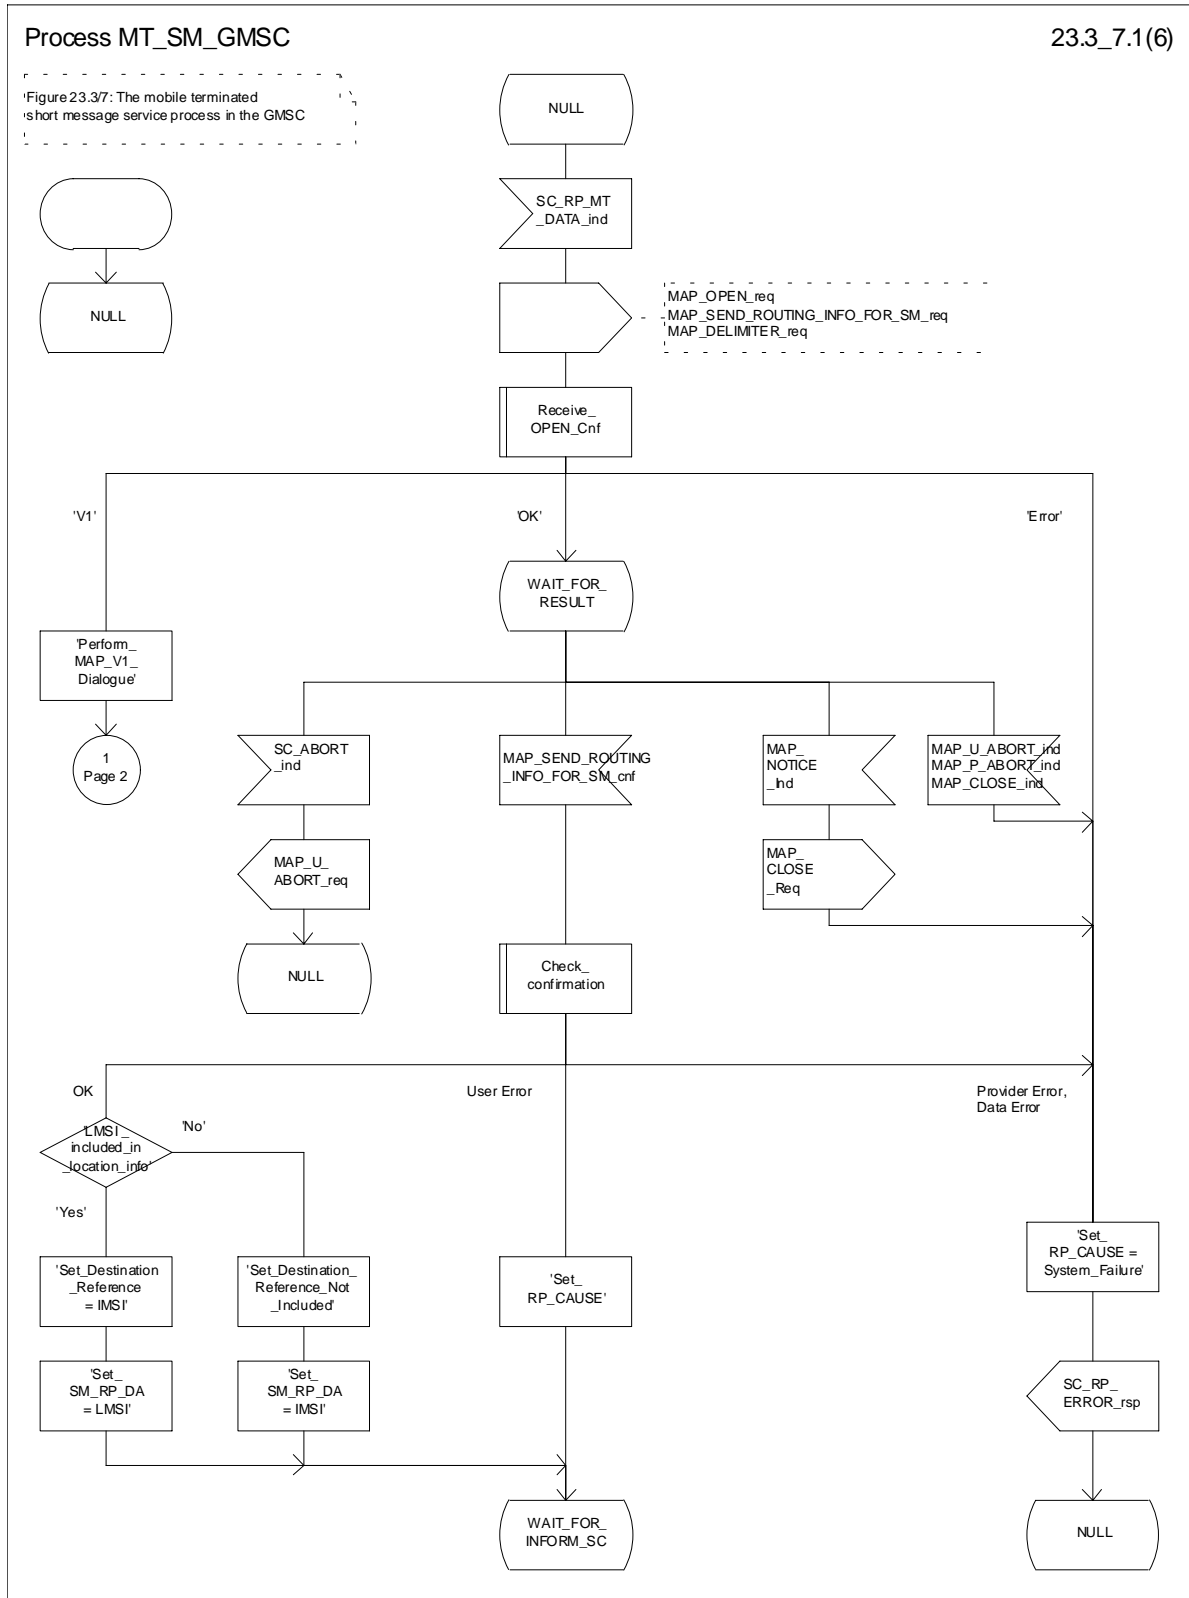 Process MT_SM_GMSC
23.3_7.1(6)
Figure 23.3/7: The mobile terminated
short message service process in the GMSC
NULL
SC_RP_MT
_DATA_ind
NULL
MAP_OPEN_req
MAP_SEND_ROUTING_INFO_FOR_SM_req
MAP_DELIMITER_req
Receive_
OPEN_Cnf
'V1'
'OK'
'Error'
WAIT_FOR_
RESULT
'Perform_
MAP_V1_
Dialogue'
1
Page 2
SC_ABORT
_ind
MAP_SEND_ROUTING
_INFO_FOR_SM_cnf
MAP_
NOTICE
_Ind
MAP_U_ABORT_ind
MAP_P_ABORT_ind
MAP_CLOSE_ind
MAP_U_
ABORT_req
MAP_
CLOSE
_Req
NULL
Check_
confirmation
OK
User Error
Provider Error,
Data Error
'LMSI_
included_in
_location_info'
'No'
'Yes'
'Set_Destination
_Reference
= IMSI'
'Set_Destination_
Reference_Not
_Included'
'Set_
RP_CAUSE'
'Set_
RP_CAUSE =
System_Failure'
'Set_
SM_RP_DA
= LMSI'
'Set_
SM_RP_DA
= IMSI'
SC_RP_
ERROR_rsp
WAIT_FOR_
INFORM_SC
NULL